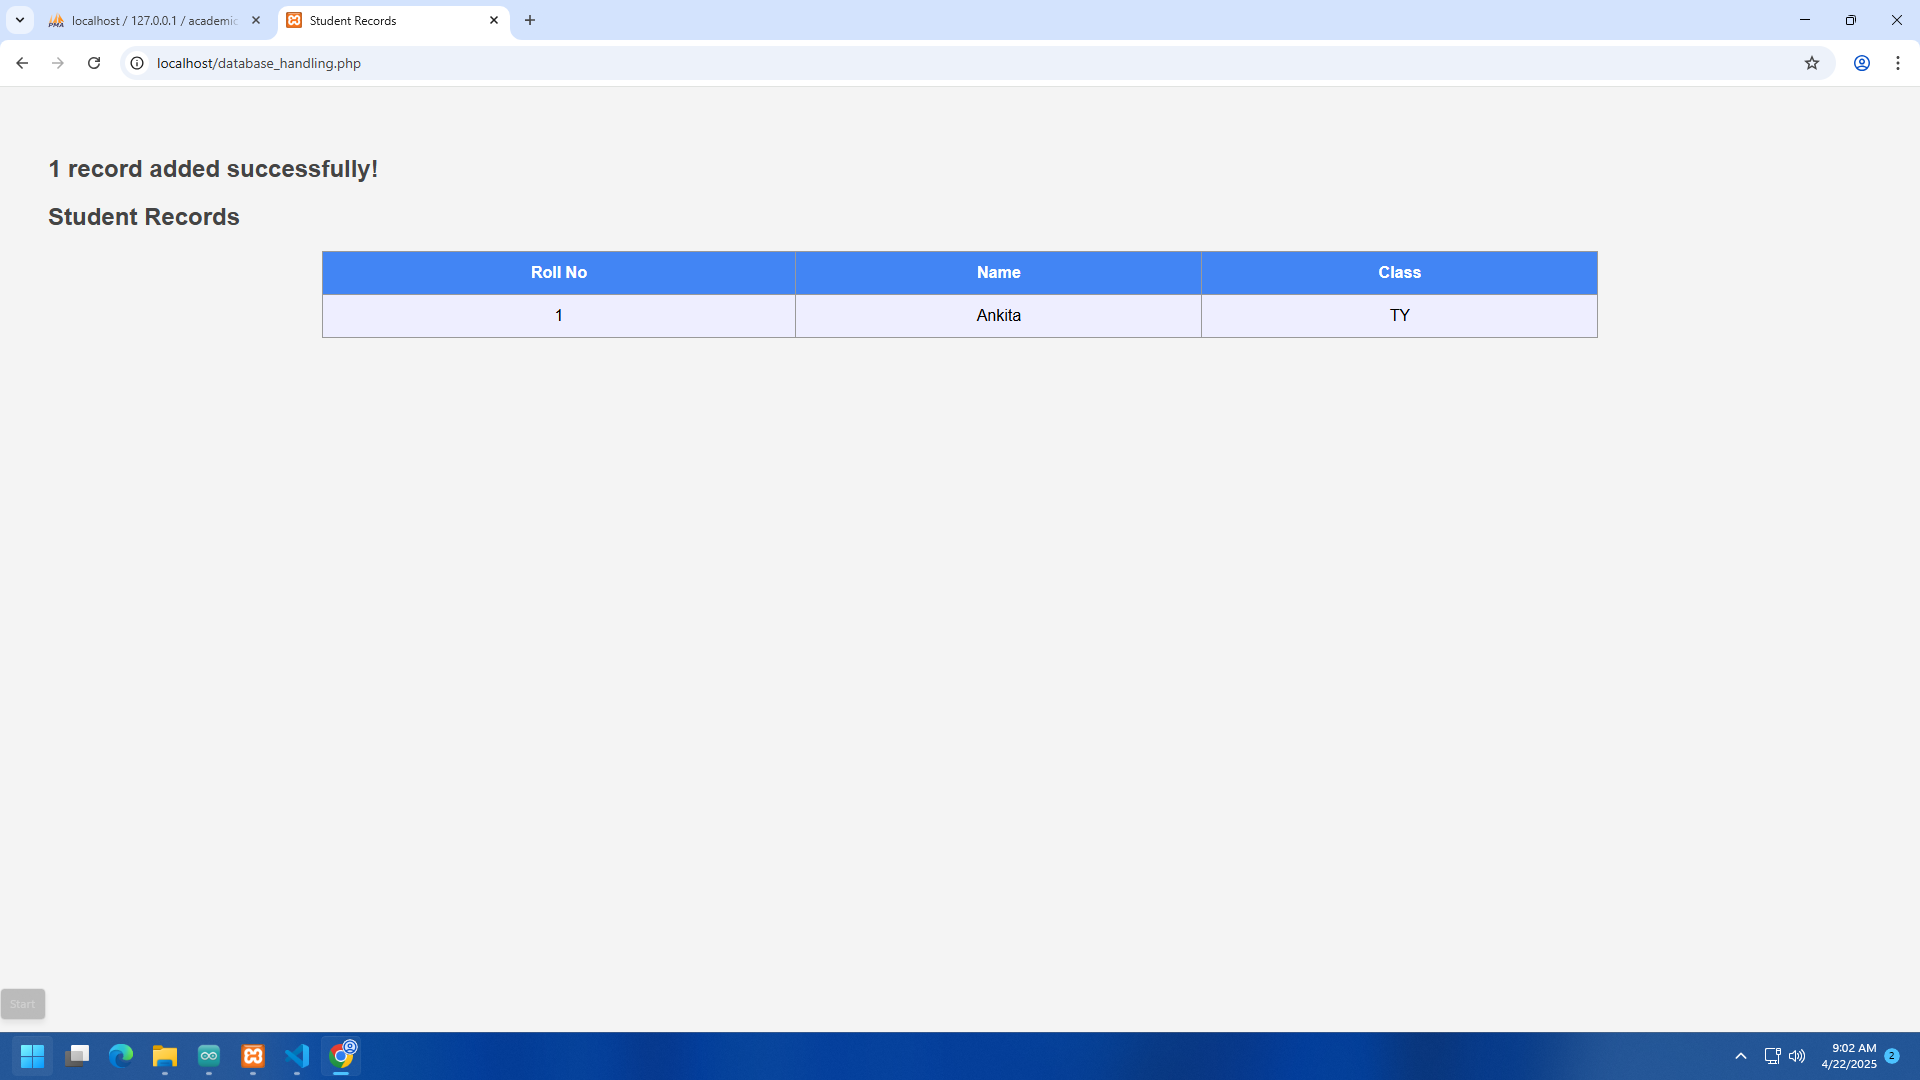 localhost / 127.0.0.1 / academic
Student Records
localhost/database_handling.php
1 record added successfully!
Student Records
Roll No Name Class
1 Ankita TY
Start
9:02 AM
4/22/2025
2